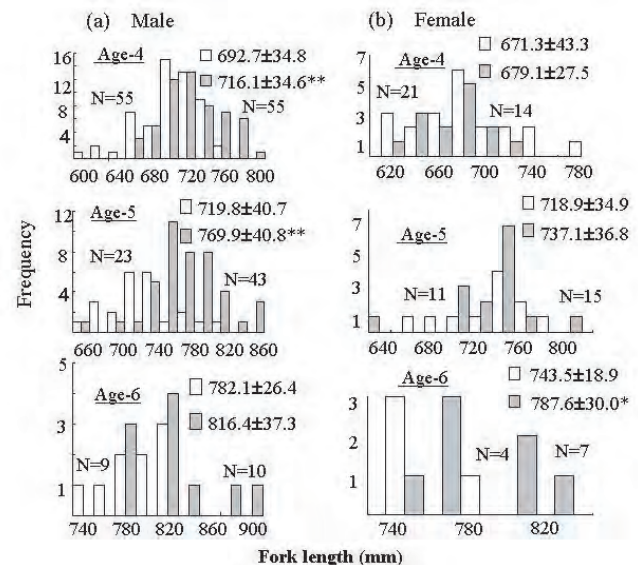 (a) Male
Age-4
692.7±34.8
716.1±34.6**
N=55
N=55
16
12
8
4
600 640 680 720 760 800
Age-5
719.8±40.7
769.9±40.8**
N=23
N=43
12
8
4
660 700 740 780 820 860
Age-6
782.1±26.4
816.4±37.3
N=9
N=10
5
3
1
740 780 820 860 900
(b) Female
Age-4
671.3±43.3
679.1±27.5
N=21
N=14
7
5
3
1
620 660 700 740 780
Age-5
718.9±34.9
737.1±36.8
N=11
N=15
7
5
3
1
640 680 720 760 800
Age-6
743.5±18.9
787.6±30.0*
N=4
N=7
3
2
1
740 780 820
Frequency
Fork length (mm)